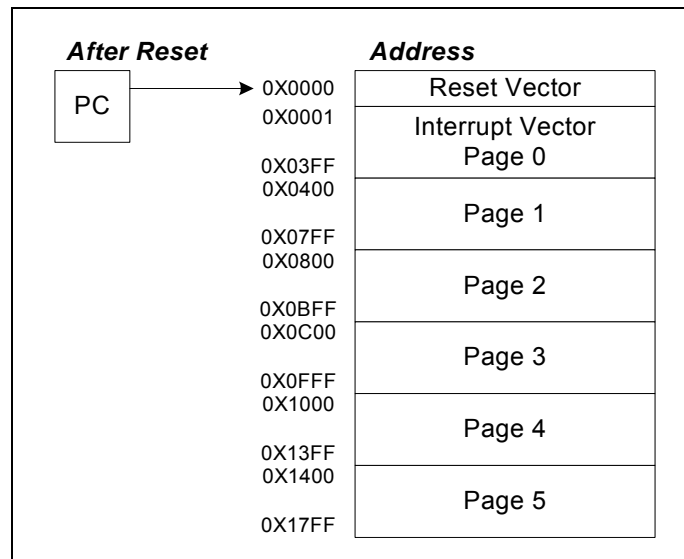 After Reset
Address
PC
0X0000
Reset Vector
0X0001
Interrupt Vector
Page 0
0X03FF
0X0400
Page 1
0X07FF
0X0800
Page 2
0X0BFF
0X0C00
Page 3
0X0FFF
0X1000
Page 4
0X13FF
0X1400
Page 5
0X17FF